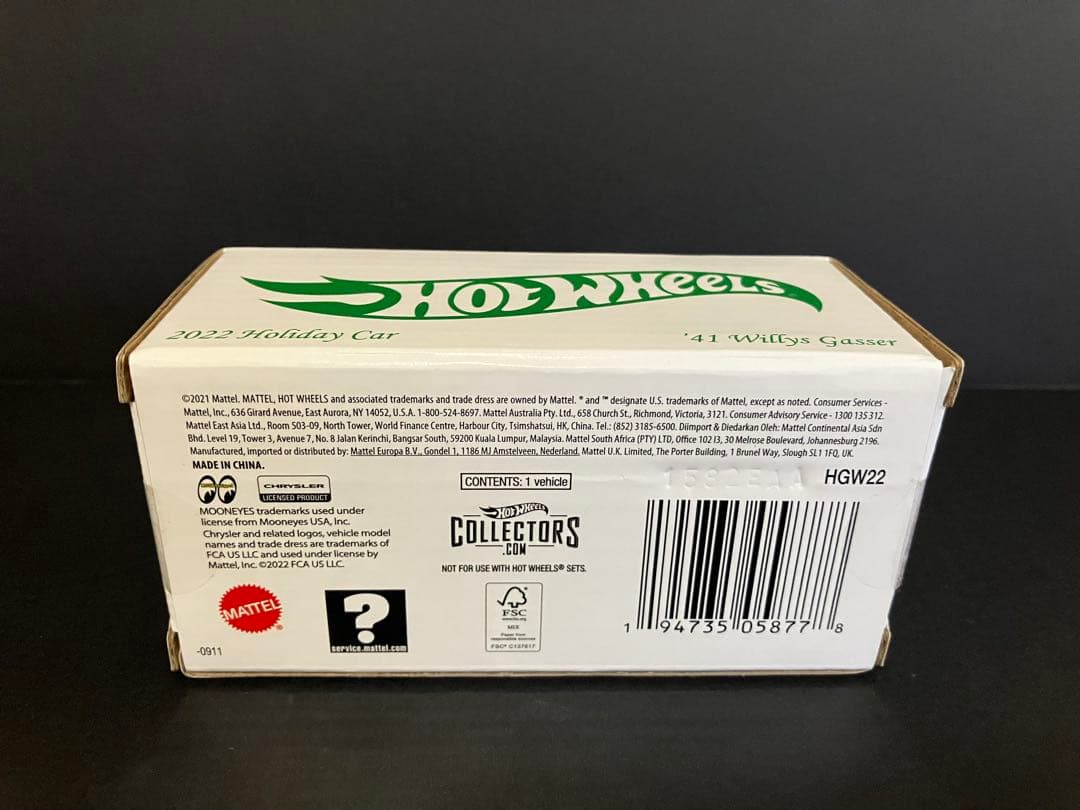 HOT WHEELS
2022 Holiday Car
'41 Willys Gasser
©2021 Mattel. MATTEL, HOT WHEELS and associated trademarks and trade dress are owned by Mattel. ® and ™ designate U.S. trademarks of Mattel, except as noted. Consumer Services -
Mattel, Inc., 636 Girard Avenue, East Aurora, NY 14052, U.S.A. 1-800-524-8697. Mattel Australia Pty. Ltd., 658 Church St., Richmond, Victoria, 3121. Consumer Advisory Service - 1300 135 312.
Mattel East Asia Ltd., Room 503-09, North Tower, World Finance Centre, Harbour City, Tsimshatsui, HK, China. Tel.: (852) 3185-6500. Diimport & Diedarkan Oleh: Mattel Continental Asia Sdn
Bhd. Level 19, Tower 3, Avenue 7, No. 8 Jalan Kerinchi, Bangsar South, 59200 Kuala Lumpur, Malaysia. Mattel South Africa (PTY) LTD, Office 102 I3, 30 Melrose Boulevard, Johannesburg 2196.
Manufactured, imported or distributed by: Mattel Europa B.V., Gondel 1, 1186 MJ Amstelveen, Nederland. Mattel U.K. Limited, The Porter Building, 1 Brunel Way, Slough SL1 1FQ, UK.
MADE IN CHINA.
CHRYSLER
LICENSED PRODUCT
MOONEYES trademarks used under
license from Mooneyes USA, Inc.
Chrysler and related logos, vehicle model
names and trade dress are trademarks of
FCA US LLC and used under license by
Mattel, Inc. ©2022 FCA US LLC.
MATTEL®
?
service.mattel.com
-0911
CONTENTS: 1 vehicle
HOT WHEELS
COLLECTORS
.COM
NOT FOR USE WITH HOT WHEELS® SETS.
FSC
www.fsc.org
MIX
Paper from
responsible sources
FSC® C137617
HGW22
1 94735 05877 8